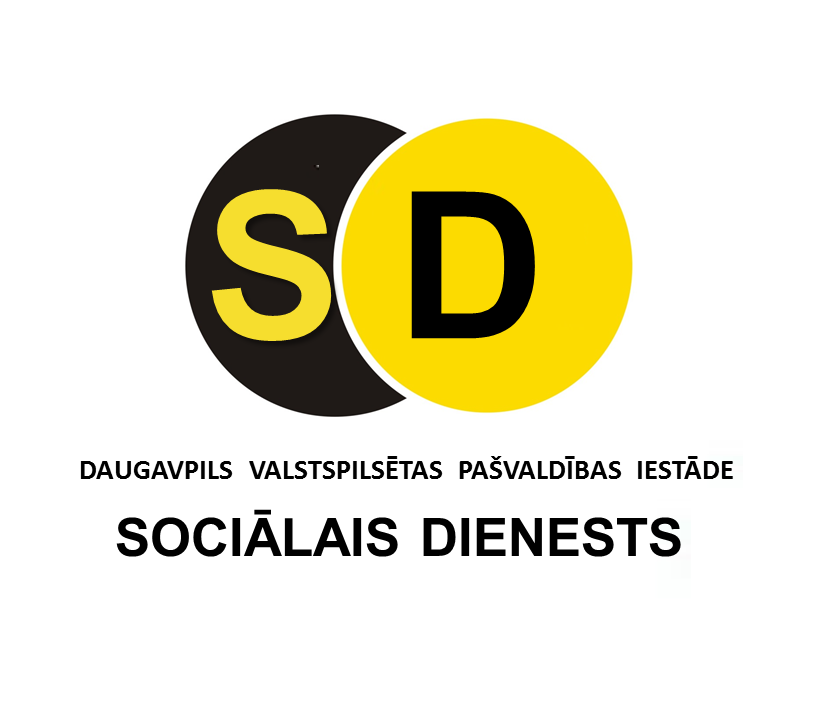 SD
DAUGAVPILS VALSTSPILSĒTAS PAŠVALDĪBAS IESTĀDE
SOCIĀLAIS DIENESTS